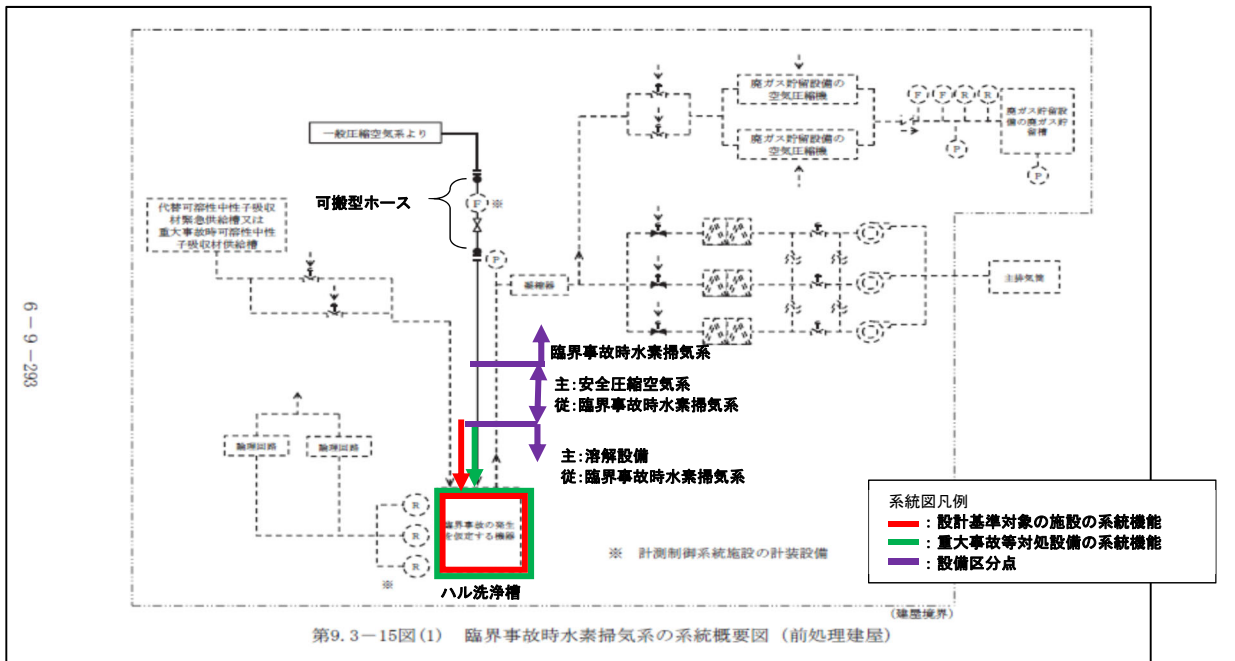 廃ガス貯留設備の
空気圧縮機
廃ガス貯留設備の
空気圧縮機
F
F
R
R
P
廃ガス貯留設
備の廃ガス貯
留槽
P
一般圧縮空気系より
可搬型ホース
F
※
代替可溶性中性子吸収
材緊急供給槽又は
重大事故時可溶性中性
子吸収材供給槽
P
凝縮器
主排気筒
6-9-293
臨界事故時水素掃気系
主:安全圧縮空気系
従:臨界事故時水素掃気系
主:溶解設備
従:臨界事故時水素掃気系
論理回路
論理回路
R
R
R
※
臨界事故の発生
を仮定する機器
ハル洗浄槽
※ 計測制御系統施設の計装設備
系統図凡例
:設計基準対象の施設の系統機能
:重大事故等対処設備の系統機能
:設備区分点
(建屋境界)
第9.3-15図(1) 臨界事故時水素掃気系の系統概要図(前処理建屋)